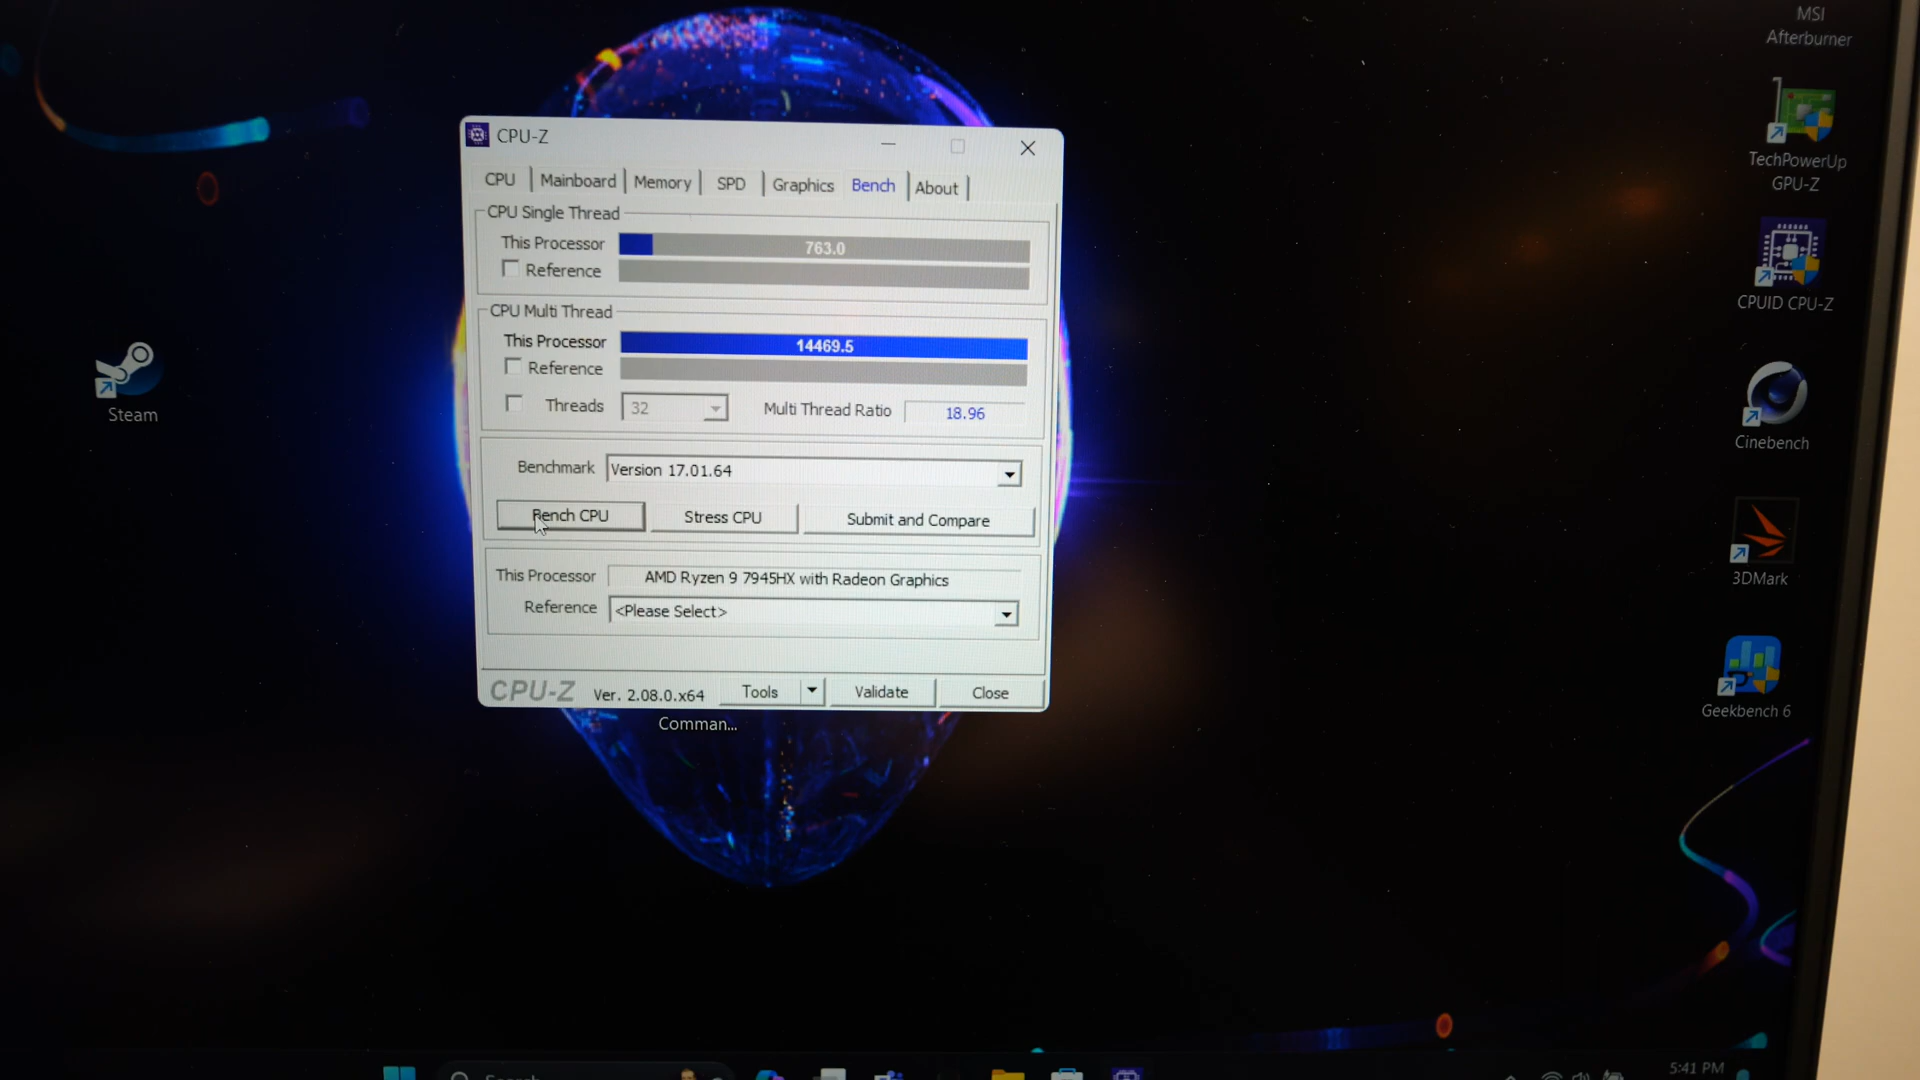 MSI
Afterburner
TechPowerUp
GPU-Z
CPUID CPU-Z
Cinebench
3DMark
Geekbench 6
Steam
CPU-Z
CPU Mainboard Memory SPD Graphics Bench About
CPU Single Thread
This Processor 763.0
Reference
CPU Multi Thread
This Processor 14469.5
Reference
Threads 32 Multi Thread Ratio 18.96
Benchmark Version 17.01.64
Bench CPU Stress CPU Submit and Compare
This Processor AMD Ryzen 9 7945HX with Radeon Graphics
Reference <Please Select>
CPU-Z Ver. 2.08.0.x64 Tools Validate Close
Comman...
Search
5:41 PM